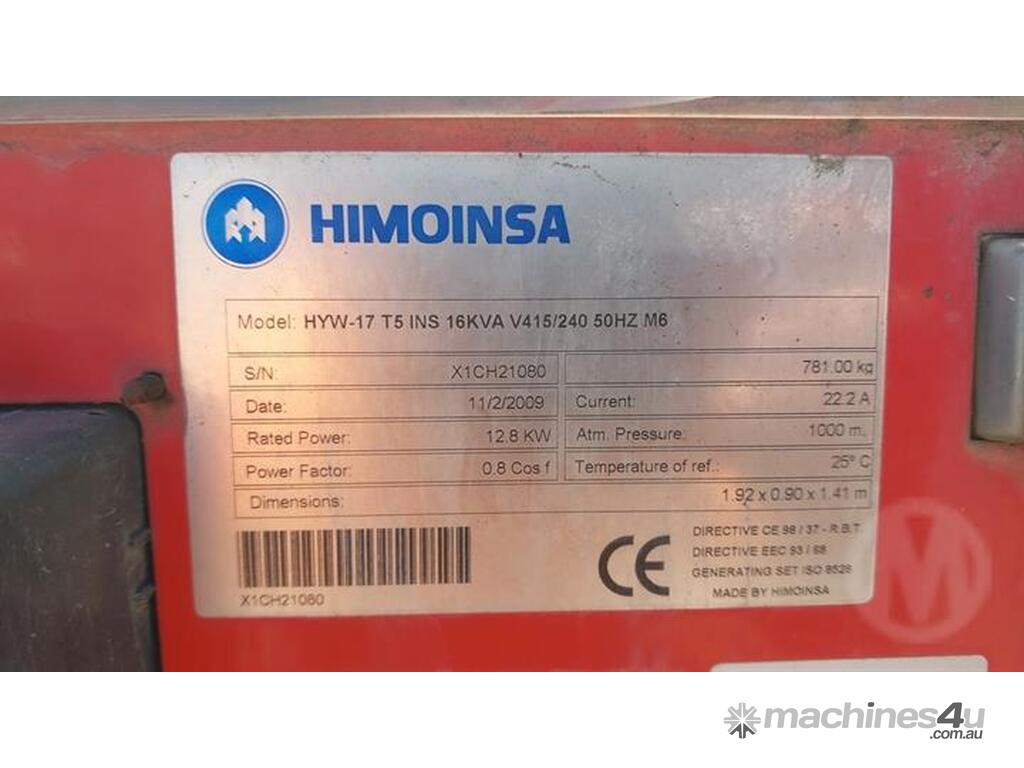 HIMOINSA
Model: HYW-17 T5 INS 16KVA V415/240 50HZ M6
S/N: X1CH21080 781.00 kg
Date: 11/2/2009 Current: 22.2 A
Rated Power: 12.8 KW Atm. Pressure: 1000 m.
Power Factor: 0.8 Cos f Temperature of ref.: 25º C
Dimensions: 1.92 x 0.90 x 1.41 m
X1CH21080
CE
DIRECTIVE CE 98 / 37 - R.B.T.
DIRECTIVE EEC 93 / 68
GENERATING SET ISO 8528
MADE BY HIMOINSA
M
machines4u
.com.au